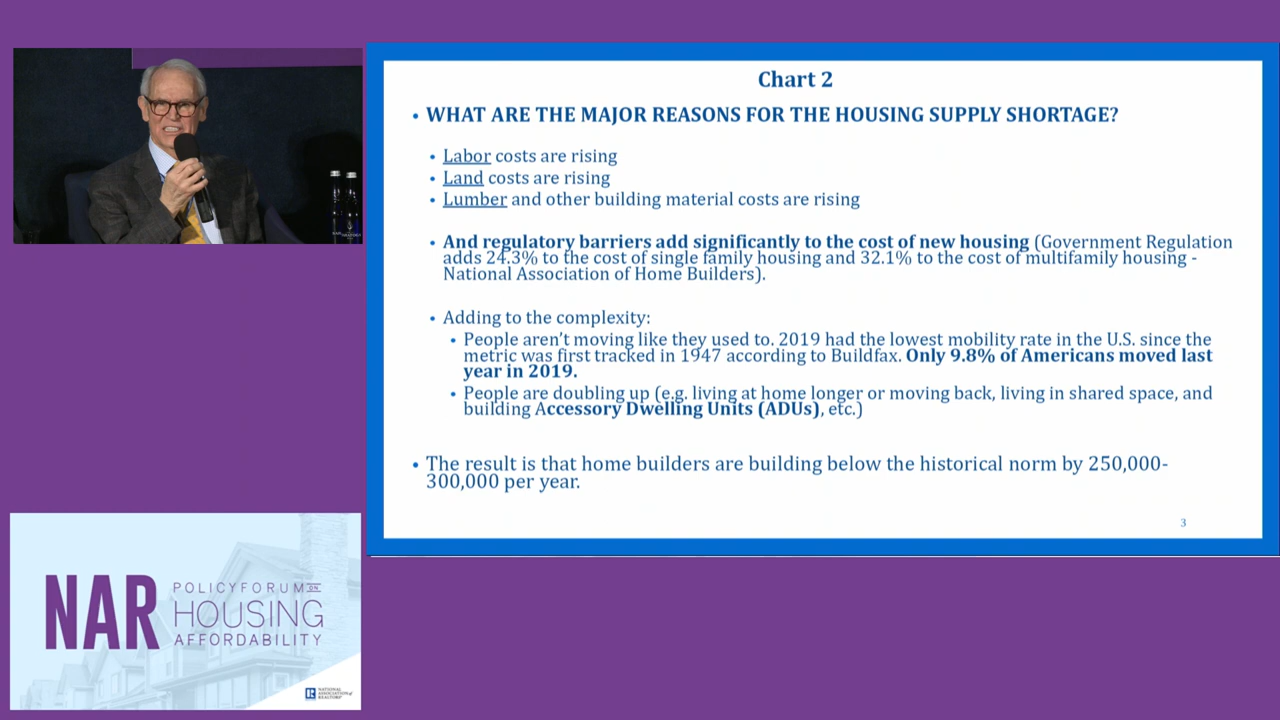 Chart 2
• WHAT ARE THE MAJOR REASONS FOR THE HOUSING SUPPLY SHORTAGE?
• Labor costs are rising
• Land costs are rising
• Lumber and other building material costs are rising
• And regulatory barriers add significantly to the cost of new housing (Government Regulation
adds 24.3% to the cost of single family housing and 32.1% to the cost of multifamily housing -
National Association of Home Builders).
• Adding to the complexity:
• People aren’t moving like they used to. 2019 had the lowest mobility rate in the U.S. since the
metric was first tracked in 1947 according to Buildfax. Only 9.8% of Americans moved last
year in 2019.
• People are doubling up (e.g. living at home longer or moving back, living in shared space, and
building Accessory Dwelling Units (ADUs), etc.)
• The result is that home builders are building below the historical norm by 250,000-
300,000 per year.
3
NAR
POLICYFORUM ON
HOUSING
AFFORDABILITY
NATIONAL
ASSOCIATION of
REALTORS®